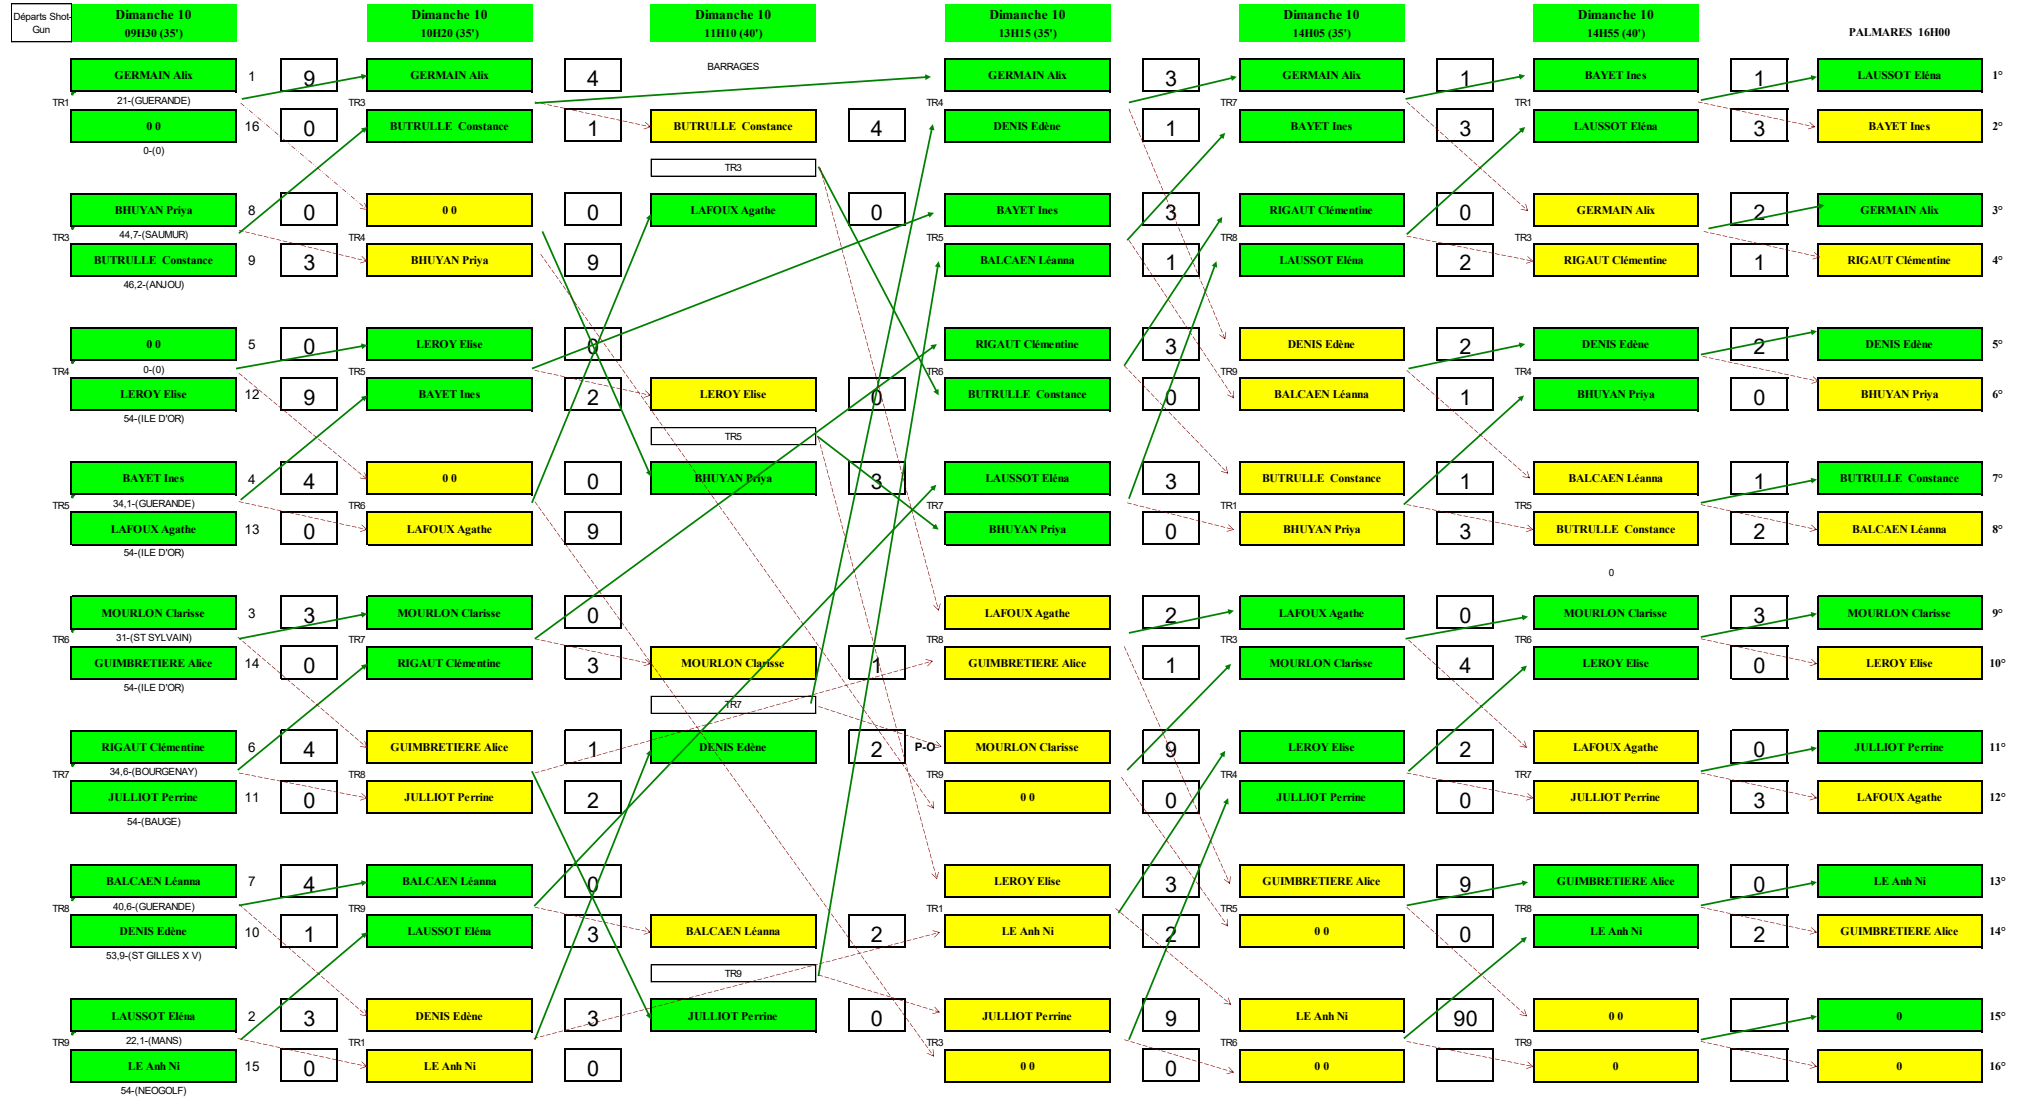 Départs Shot-
Gun
Dimanche 10
09H30 (35')
Dimanche 10
10H20 (35')
Dimanche 10
11H10 (40')
Dimanche 10
13H15 (35')
Dimanche 10
14H05 (35')
Dimanche 10
14H55 (40')
PALMARES 16H00
BARRAGES
GERMAIN Alix 1 9 GERMAIN Alix 4 GERMAIN Alix 3 GERMAIN Alix 1 BAYET Ines 1 LAUSSOT Eléna 1°
TR1 21-(GUERANDE) TR3 TR4 TR7 TR1
0 0 16 0 BUTRULLE Constance 1 BUTRULLE Constance 4 DENIS Edène 1 BAYET Ines 3 LAUSSOT Eléna 3 BAYET Ines 2°
0-(0)
TR3
BHUYAN Priya 8 0 0 0 0 LAFOUX Agathe 0 BAYET Ines 3 RIGAUT Clémentine 0 GERMAIN Alix 2 GERMAIN Alix 3°
TR3 44,7-(SAUMUR) TR4 TR5 TR8 TR3
BUTRULLE Constance 9 3 BHUYAN Priya 9 BALCAEN Léanna 1 LAUSSOT Eléna 2 RIGAUT Clémentine 1 RIGAUT Clémentine 4°
46,2-(ANJOU)
0 0 5 0 LEROY Elise 0 RIGAUT Clémentine 3 DENIS Edène 2 DENIS Edène 2 DENIS Edène 5°
TR4 0-(0) TR5 TR6 TR9 TR4
LEROY Elise 12 9 BAYET Ines 2 LEROY Elise 0 BUTRULLE Constance 0 BALCAEN Léanna 1 BHUYAN Priya 0 BHUYAN Priya 6°
54-(ILE D'OR)
TR5
BAYET Ines 4 4 0 0 0 BHUYAN Priya 3 LAUSSOT Eléna 3 BUTRULLE Constance 1 BALCAEN Léanna 1 BUTRULLE Constance 7°
TR5 34,1-(GUERANDE) TR6 TR7 TR1 TR5
LAFOUX Agathe 13 0 LAFOUX Agathe 9 BHUYAN Priya 0 BHUYAN Priya 3 BUTRULLE Constance 2 BALCAEN Léanna 8°
54-(ILE D'OR)
0
MOURLON Clarisse 3 3 MOURLON Clarisse 0 LAFOUX Agathe 2 LAFOUX Agathe 0 MOURLON Clarisse 3 MOURLON Clarisse 9°
TR6 31-(ST SYLVAIN) TR7 TR8 TR3 TR6
GUIMBRETIERE Alice 14 0 RIGAUT Clémentine 3 MOURLON Clarisse 1 GUIMBRETIERE Alice 1 MOURLON Clarisse 4 LEROY Elise 0 LEROY Elise 10°
54-(ILE D'OR)
TR7
RIGAUT Clémentine 6 4 GUIMBRETIERE Alice 1 DENIS Edène 2 P-O MOURLON Clarisse 9 LEROY Elise 2 LAFOUX Agathe 0 JULLIOT Perrine 11°
TR7 34,6-(BOURGENAY) TR8 TR9 TR4 TR7
JULLIOT Perrine 11 0 JULLIOT Perrine 2 0 0 0 JULLIOT Perrine 0 JULLIOT Perrine 3 LAFOUX Agathe 12°
54-(BAUGE)
BALCAEN Léanna 7 4 BALCAEN Léanna 0 LEROY Elise 3 GUIMBRETIERE Alice 9 GUIMBRETIERE Alice 0 LE Anh Ni 13°
TR8 40,6-(GUERANDE) TR9 TR1 TR5 TR8
DENIS Edène 10 1 LAUSSOT Eléna 3 BALCAEN Léanna 2 LE Anh Ni 2 0 0 0 LE Anh Ni 2 GUIMBRETIERE Alice 14°
53,9-(ST GILLES X V)
TR9
LAUSSOT Eléna 2 3 DENIS Edène 3 JULLIOT Perrine 0 JULLIOT Perrine 9 LE Anh Ni 90 0 0 0 15°
TR9 22,1-(MANS) TR1 TR3 TR6 TR9
LE Anh Ni 15 0 LE Anh Ni 0 0 0 0 0 0 0 0 16°
54-(NEOGOLF)